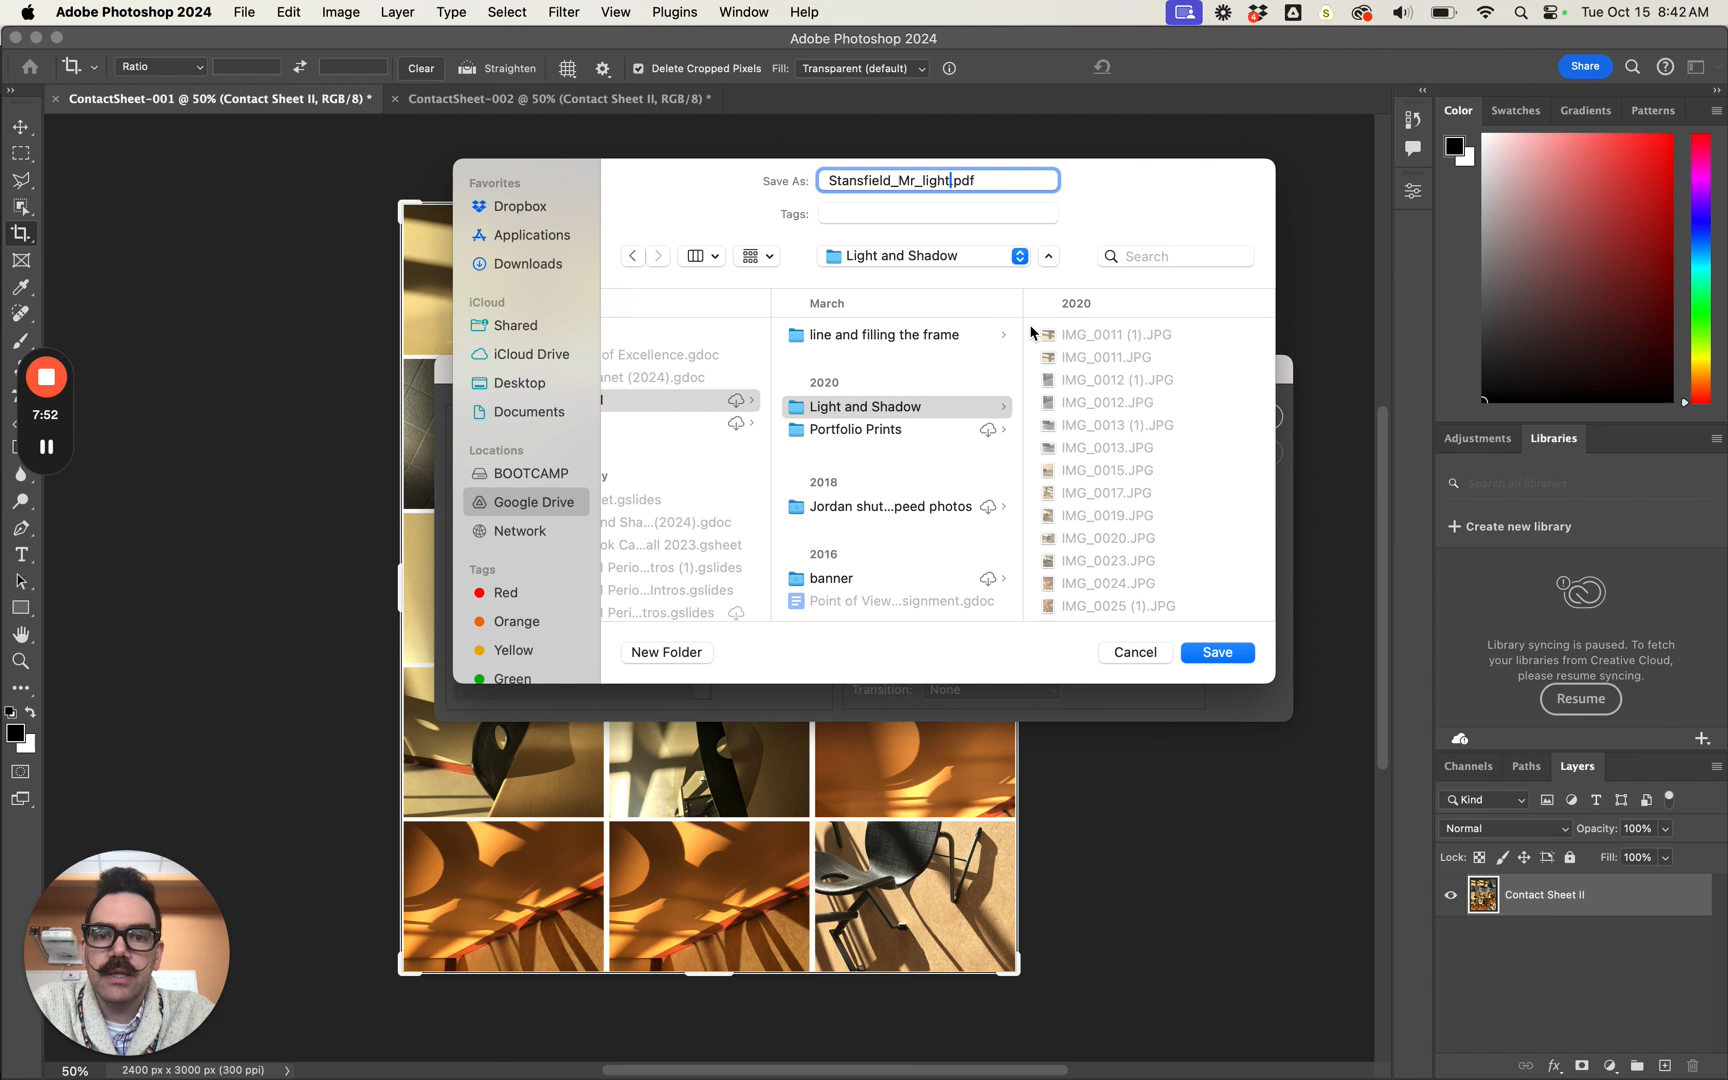 Adobe Photoshop 2024 File Edit Image Layer Type Select Filter View Plugins Window Help 4 S Tue Oct 15 8:42 AM
Adobe Photoshop 2024
Ratio Clear Straighten Delete Cropped Pixels Fill: Transparent (default) Share
ContactSheet-001 @ 50% (Contact Sheet II, RGB/8) * ContactSheet-002 @ 50% (Contact Sheet II, RGB/8) *
Color Swatches Gradients Patterns
Save As: Stansfield_Mr_light.pdf
Tags:
Light and Shadow Search
Favorites
Dropbox
Applications
Downloads
iCloud
Shared
iCloud Drive
Desktop
Documents
Locations
BOOTCAMP
Google Drive
Network
Tags
Red
Orange
Yellow
Green
of Excellence.gdoc
net (2024).gdoc
y
et.gslides
nd Sha...(2024).gdoc
ok Ca...all 2023.gsheet
l Perio...tros (1).gslides
l Perio...Intros.gslides
l Peri...tros.gslides
March
line and filling the frame
2020
Light and Shadow
Portfolio Prints
2018
Jordan shut...peed photos
2016
banner
Point of View...signment.gdoc
2020
IMG_0011 (1).JPG
IMG_0011.JPG
IMG_0012 (1).JPG
IMG_0012.JPG
IMG_0013 (1).JPG
IMG_0013.JPG
IMG_0015.JPG
IMG_0017.JPG
IMG_0019.JPG
IMG_0020.JPG
IMG_0023.JPG
IMG_0024.JPG
IMG_0025 (1).JPG
New Folder Cancel Save
Transition: None
7:52
Adjustments Libraries
Search all libraries
Create new library
Library syncing is paused. To fetch
your libraries from Creative Cloud,
please resume syncing.
Resume
Channels Paths Layers
Kind
Normal Opacity: 100%
Lock: Fill: 100%
Contact Sheet II
50% 2400 px x 3000 px (300 ppi)